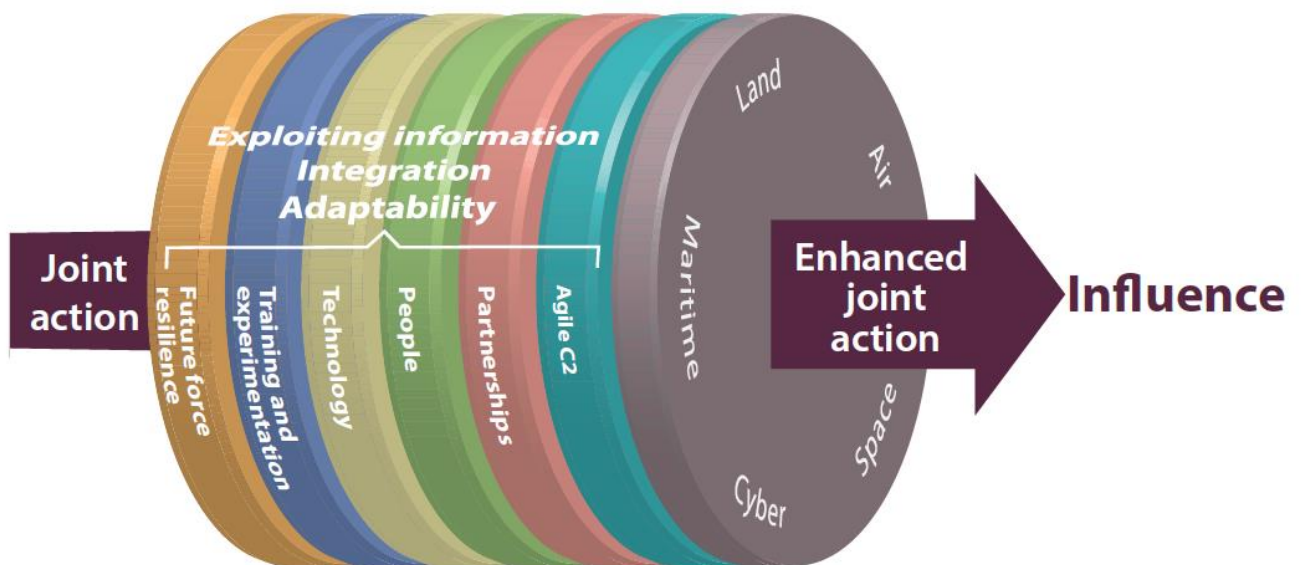 Exploiting information
Integration
Adaptability
Joint
action
Future force
resilience
Training and
experimentation
Technology
People
Partnerships
Agile C2
Maritime
Land
Air
Space
Cyber
Enhanced
joint
action
Influence